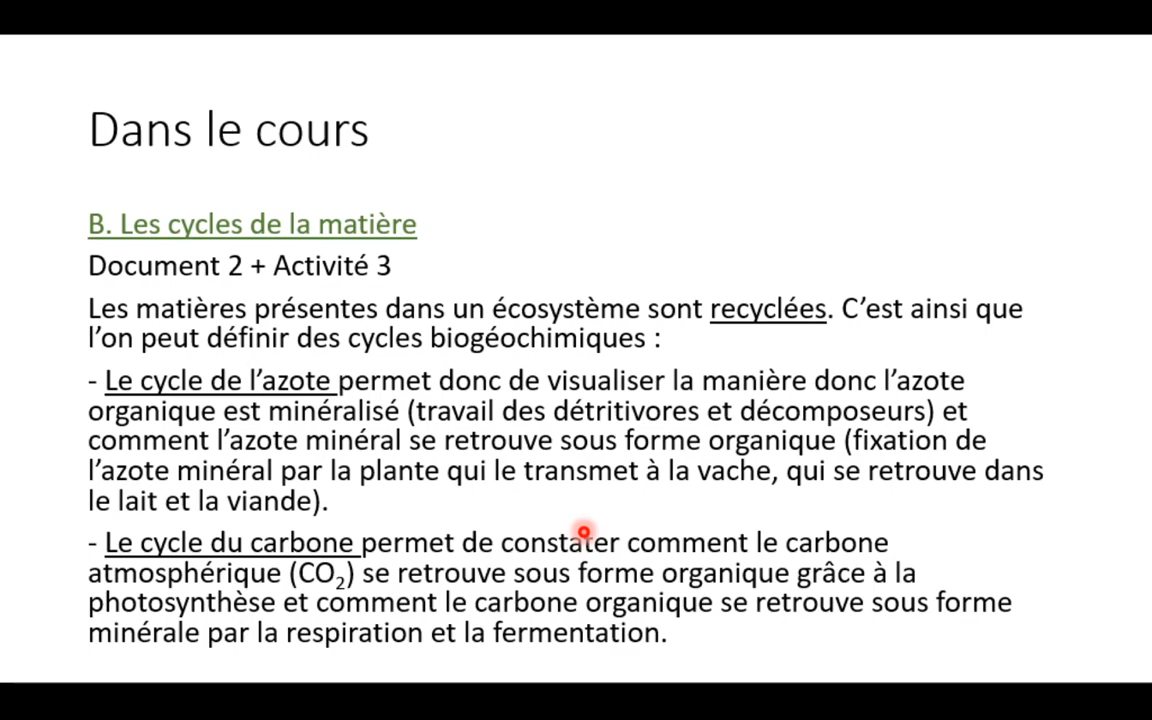 Dans le cours
B. Les cycles de la matière
Document 2 + Activité 3
Les matières présentes dans un écosystème sont recyclées. C’est ainsi que
l’on peut définir des cycles biogéochimiques :
- Le cycle de l’azote permet donc de visualiser la manière donc l’azote
organique est minéralisé (travail des détritivores et décomposeurs) et
comment l’azote minéral se retrouve sous forme organique (fixation de
l’azote minéral par la plante qui le transmet à la vache, qui se retrouve dans
le lait et la viande).
- Le cycle du carbone permet de constater comment le carbone
atmosphérique (CO₂) se retrouve sous forme organique grâce à la
photosynthèse et comment le carbone organique se retrouve sous forme
minérale par la respiration et la fermentation.